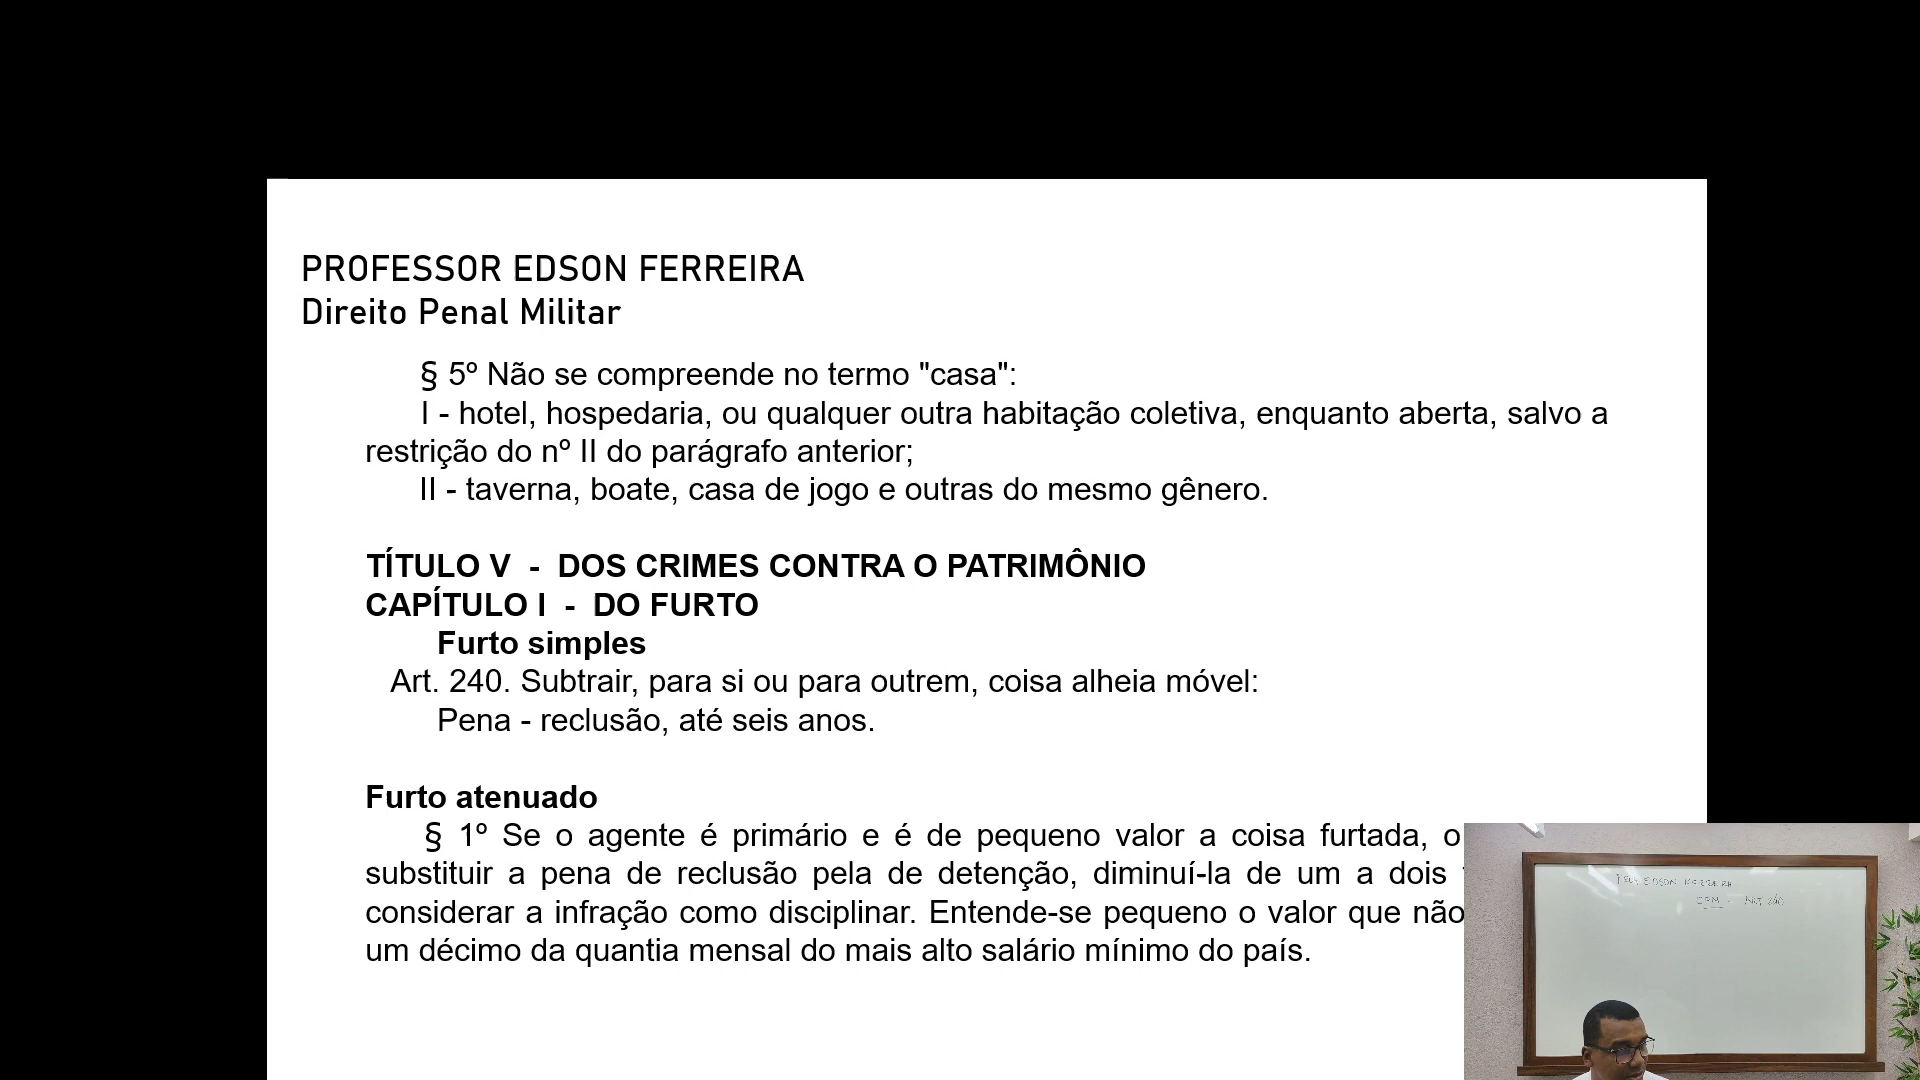 PROFESSOR EDSON FERREIRA
Direito Penal Militar
§ 5º Não se compreende no termo "casa":
I - hotel, hospedaria, ou qualquer outra habitação coletiva, enquanto aberta, salvo a
restrição do nº II do parágrafo anterior;
II - taverna, boate, casa de jogo e outras do mesmo gênero.
TÍTULO V - DOS CRIMES CONTRA O PATRIMÔNIO
CAPÍTULO I - DO FURTO
Furto simples
Art. 240. Subtrair, para si ou para outrem, coisa alheia móvel:
Pena - reclusão, até seis anos.
Furto atenuado
§ 1º Se o agente é primário e é de pequeno valor a coisa furtada, o
substituir a pena de reclusão pela de detenção, diminuí-la de um a dois
considerar a infração como disciplinar. Entende-se pequeno o valor que não
um décimo da quantia mensal do mais alto salário mínimo do país.
EDSON FERREIRA
CPM - Art. 240